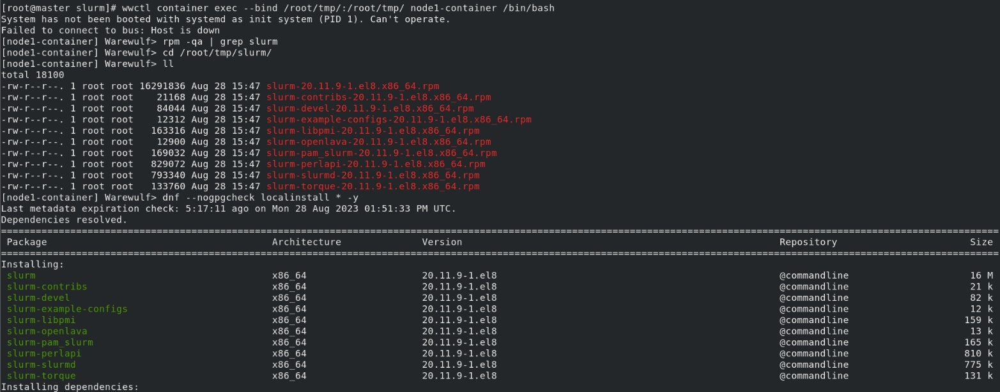 [root@master slurm]# wwctl container exec --bind /root/tmp/:/root/tmp/ node1-container /bin/bash
System has not been booted with systemd as init system (PID 1). Can't operate.
Failed to connect to bus: Host is down
[node1-container] Warewulf> rpm -qa | grep slurm
[node1-container] Warewulf> cd /root/tmp/slurm/
[node1-container] Warewulf> ll
total 18100
-rw-r--r--. 1 root root 16291836 Aug 28 15:47 slurm-20.11.9-1.el8.x86_64.rpm
-rw-r--r--. 1 root root    21168 Aug 28 15:47 slurm-contribs-20.11.9-1.el8.x86_64.rpm
-rw-r--r--. 1 root root    84044 Aug 28 15:47 slurm-devel-20.11.9-1.el8.x86_64.rpm
-rw-r--r--. 1 root root    12312 Aug 28 15:47 slurm-example-configs-20.11.9-1.el8.x86_64.rpm
-rw-r--r--. 1 root root   163316 Aug 28 15:47 slurm-libpmi-20.11.9-1.el8.x86_64.rpm
-rw-r--r--. 1 root root    12900 Aug 28 15:47 slurm-openlava-20.11.9-1.el8.x86_64.rpm
-rw-r--r--. 1 root root   169032 Aug 28 15:47 slurm-pam_slurm-20.11.9-1.el8.x86_64.rpm
-rw-r--r--. 1 root root   829072 Aug 28 15:47 slurm-perlapi-20.11.9-1.el8.x86_64.rpm
-rw-r--r--. 1 root root   793340 Aug 28 15:47 slurm-slurmd-20.11.9-1.el8.x86_64.rpm
-rw-r--r--. 1 root root   133760 Aug 28 15:47 slurm-torque-20.11.9-1.el8.x86_64.rpm
[node1-container] Warewulf> dnf --nogpgcheck localinstall * -y
Last metadata expiration check: 5:17:11 ago on Mon 28 Aug 2023 01:51:33 PM UTC.
Dependencies resolved.
Package Architecture Version Repository Size
Installing:
slurm x86_64 20.11.9-1.el8 @commandline 16 M
slurm-contribs x86_64 20.11.9-1.el8 @commandline 21 k
slurm-devel x86_64 20.11.9-1.el8 @commandline 82 k
slurm-example-configs x86_64 20.11.9-1.el8 @commandline 12 k
slurm-libpmi x86_64 20.11.9-1.el8 @commandline 159 k
slurm-openlava x86_64 20.11.9-1.el8 @commandline 13 k
slurm-pam_slurm x86_64 20.11.9-1.el8 @commandline 165 k
slurm-perlapi x86_64 20.11.9-1.el8 @commandline 810 k
slurm-slurmd x86_64 20.11.9-1.el8 @commandline 775 k
slurm-torque x86_64 20.11.9-1.el8 @commandline 131 k
Installing dependencies: